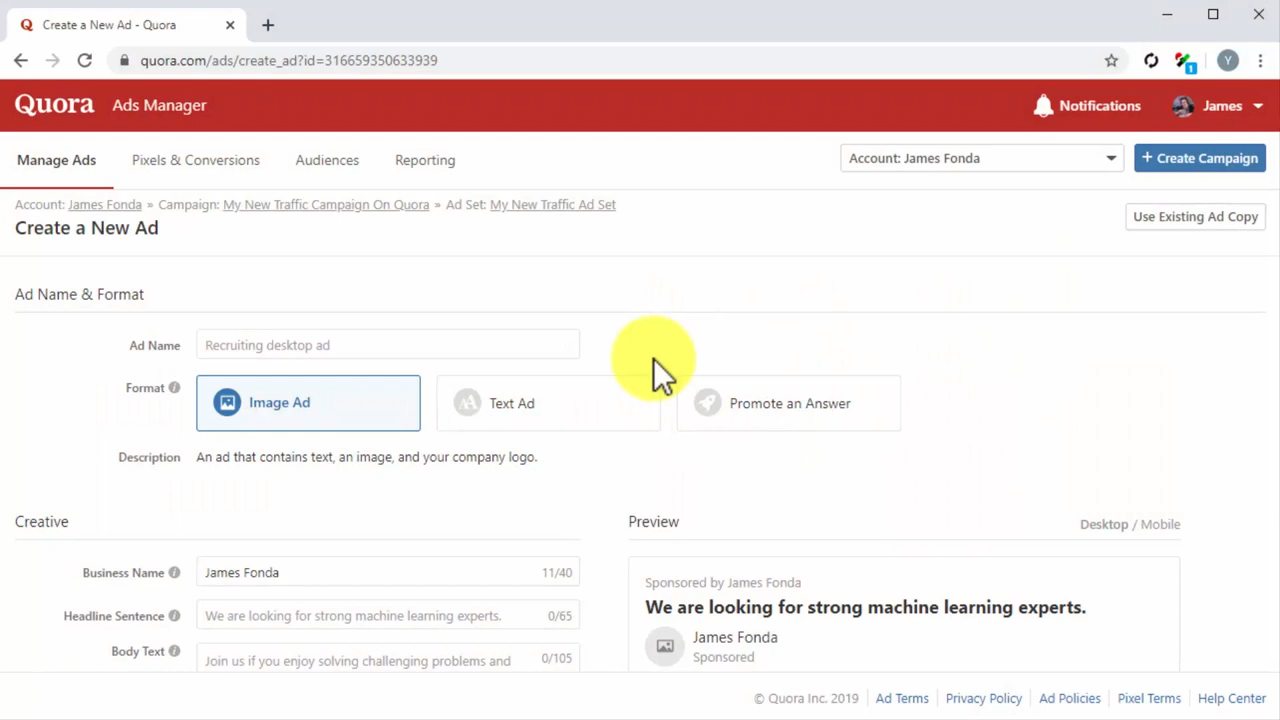 Create a New Ad - Quora
quora.com/ads/create_ad?id=316659350633939
1
Y
Quora Ads Manager
Notifications
James
Manage Ads
Pixels & Conversions
Audiences
Reporting
Account: James Fonda
+ Create Campaign
Account: James Fonda » Campaign: My New Traffic Campaign On Quora » Ad Set: My New Traffic Ad Set
Create a New Ad
Use Existing Ad Copy
Ad Name & Format
Ad Name
Recruiting desktop ad
Format
Image Ad
Text Ad
Promote an Answer
Description
An ad that contains text, an image, and your company logo.
Creative
Business Name
James Fonda
11/40
Headline Sentence
We are looking for strong machine learning experts.
0/65
Body Text
Join us if you enjoy solving challenging problems and
0/105
Preview
Desktop / Mobile
Sponsored by James Fonda
We are looking for strong machine learning experts.
James Fonda
Sponsored
© Quora Inc. 2019
Ad Terms
Privacy Policy
Ad Policies
Pixel Terms
Help Center